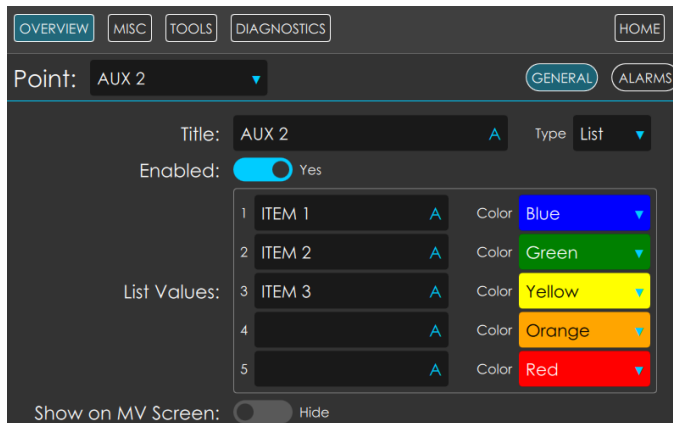 OVERVIEW MISC TOOLS DIAGNOSTICS HOME
Point: AUX 2 GENERAL ALARMS
Title: AUX 2 A Type List
Enabled: Yes
1 ITEM 1 A Color Blue
2 ITEM 2 A Color Green
List Values: 3 ITEM 3 A Color Yellow
4 A Color Orange
5 A Color Red
Show on MV Screen: Hide